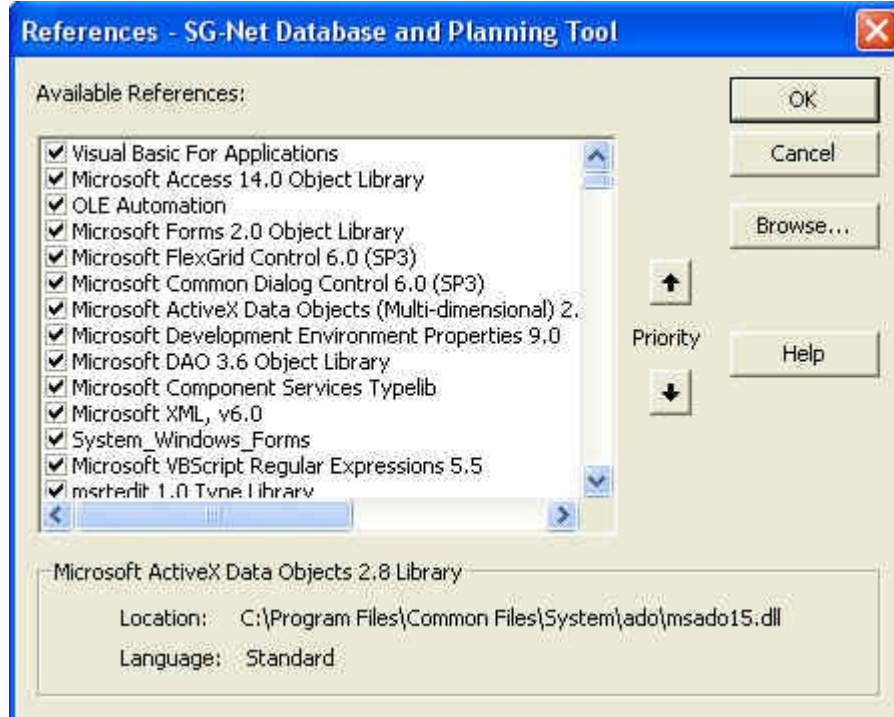 References - SG-Net Database and Planning Tool
Available References:
OK
Cancel
Browse...
Help
Priority
Visual Basic For Applications
Microsoft Access 14.0 Object Library
OLE Automation
Microsoft Forms 2.0 Object Library
Microsoft FlexGrid Control 6.0 (SP3)
Microsoft Common Dialog Control 6.0 (SP3)
Microsoft ActiveX Data Objects (Multi-dimensional) 2.
Microsoft Development Environment Properties 9.0
Microsoft DAO 3.6 Object Library
Microsoft Component Services Typelib
Microsoft XML, v6.0
System_Windows_Forms
Microsoft VBScript Regular Expressions 5.5
msrtedit 1.0 Type Library
Microsoft ActiveX Data Objects 2.8 Library
Location: C:\Program Files\Common Files\System\ado\msado15.dll
Language: Standard